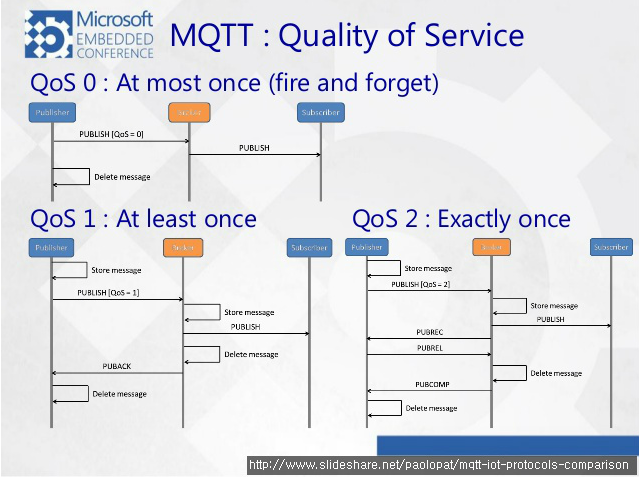 Microsoft
EMBEDDED
CONFERENCE
MQTT : Quality of Service
QoS 0 : At most once (fire and forget)
Publisher
Broker
Subscriber
PUBLISH [QoS = 0]
PUBLISH
Delete message
QoS 1 : At least once
Publisher
Broker
Subscriber
Store message
PUBLISH [QoS = 1]
Store message
PUBLISH
Delete message
PUBACK
Delete message
QoS 2 : Exactly once
Publisher
Broker
Subscriber
Store message
PUBLISH [QoS = 2]
Store message
PUBLISH
PUBREC
PUBREL
Delete message
PUBCOMP
Delete message
http://www.slideshare.net/paolopat/mqtt-iot-protocols-comparison